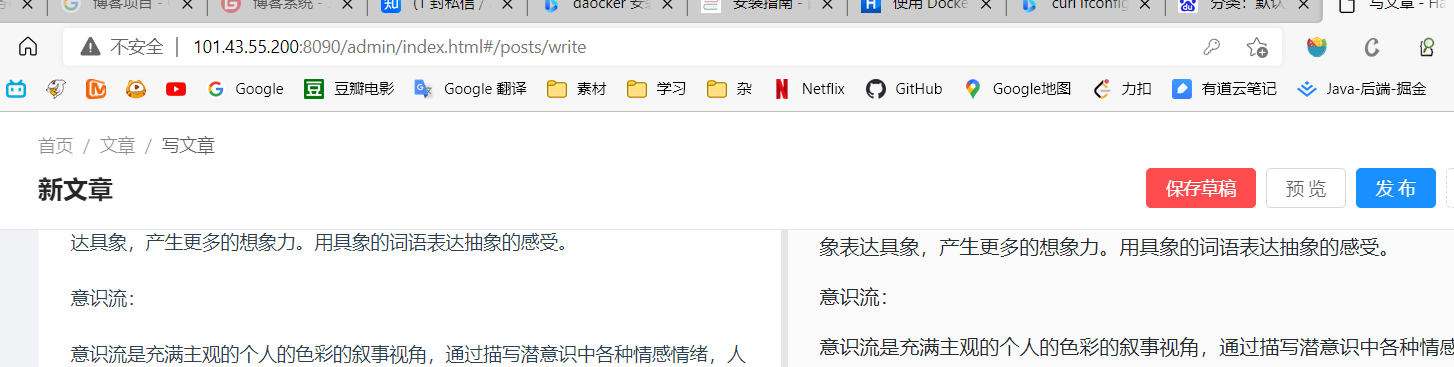 博客项目 -
博客系统 - J
(1 封私信 /
daocker 安装
安装指南 -
使用 Docke
curl ifconfig
分类：默认
写文章 - Ha
不安全 | 101.43.55.200:8090/admin/index.html#/posts/write
Google 豆瓣电影 Google 翻译 素材 学习 杂 Netflix GitHub Google地图 力扣 有道云笔记 Java-后端-掘金
首页 / 文章 / 写文章
新文章
保存草稿 预 览 发 布
达具象，产生更多的想象力。用具象的词语表达抽象的感受。
意识流：
意识流是充满主观的个人的色彩的叙事视角，通过描写潜意识中各种情感情绪，人
象表达具象，产生更多的想象力。用具象的词语表达抽象的感受。
意识流：
意识流是充满主观的个人的色彩的叙事视角，通过描写潜意识中各种情感